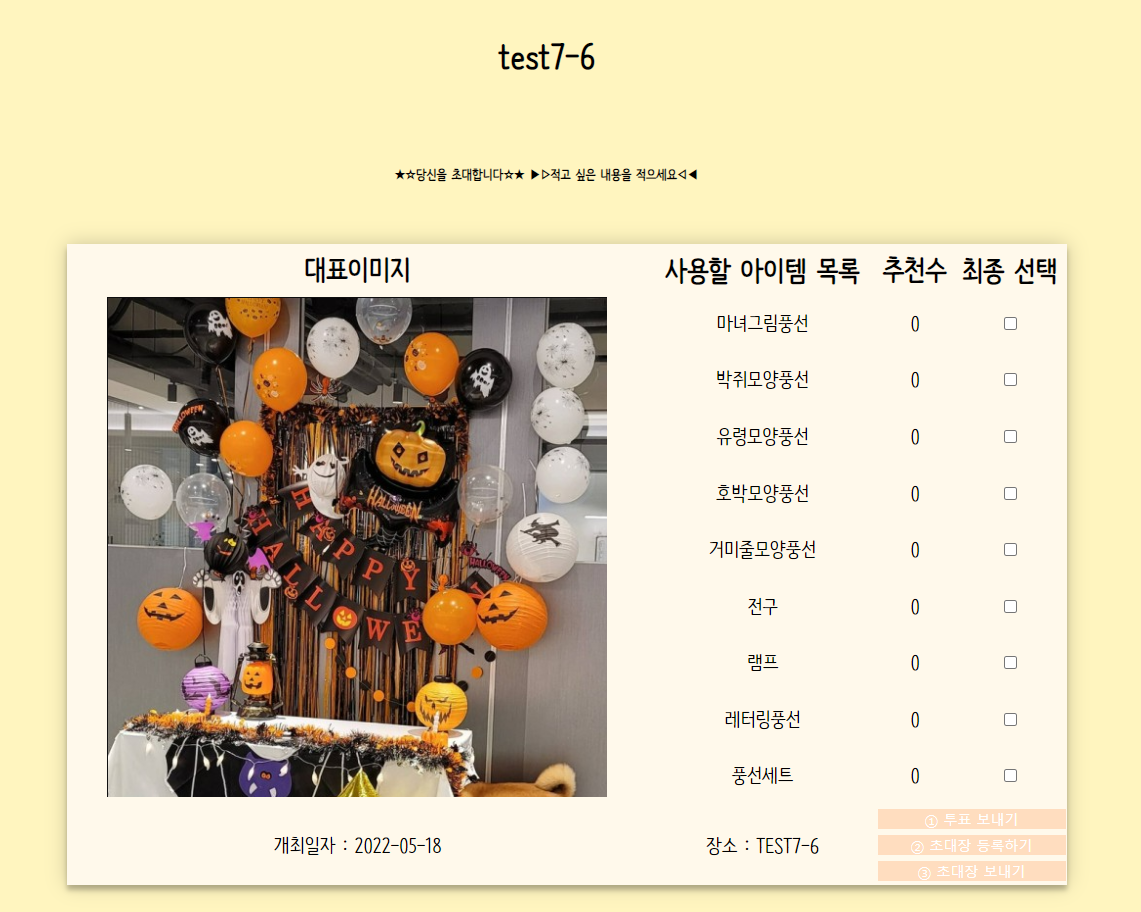 test7-6
★☆당신을 초대합니다☆★ ▶▷적고 싶은 내용을 적으세요◁◀
대표이미지 사용할 아이템 목록 추천수 최종 선택
마녀그림풍선 0
박쥐모양풍선 0
유령모양풍선 0
호박모양풍선 0
거미줄모양풍선 0
전구 0
램프 0
레터링풍선 0
풍선세트 0
HALLOWEEN
HALLOWEEN
HAPPY
HALLOWE
HALLOWEEN
개최일자 : 2022-05-18 장소 : TEST7-6
① 투표 보내기
② 초대장 등록하기
③ 초대장 보내기